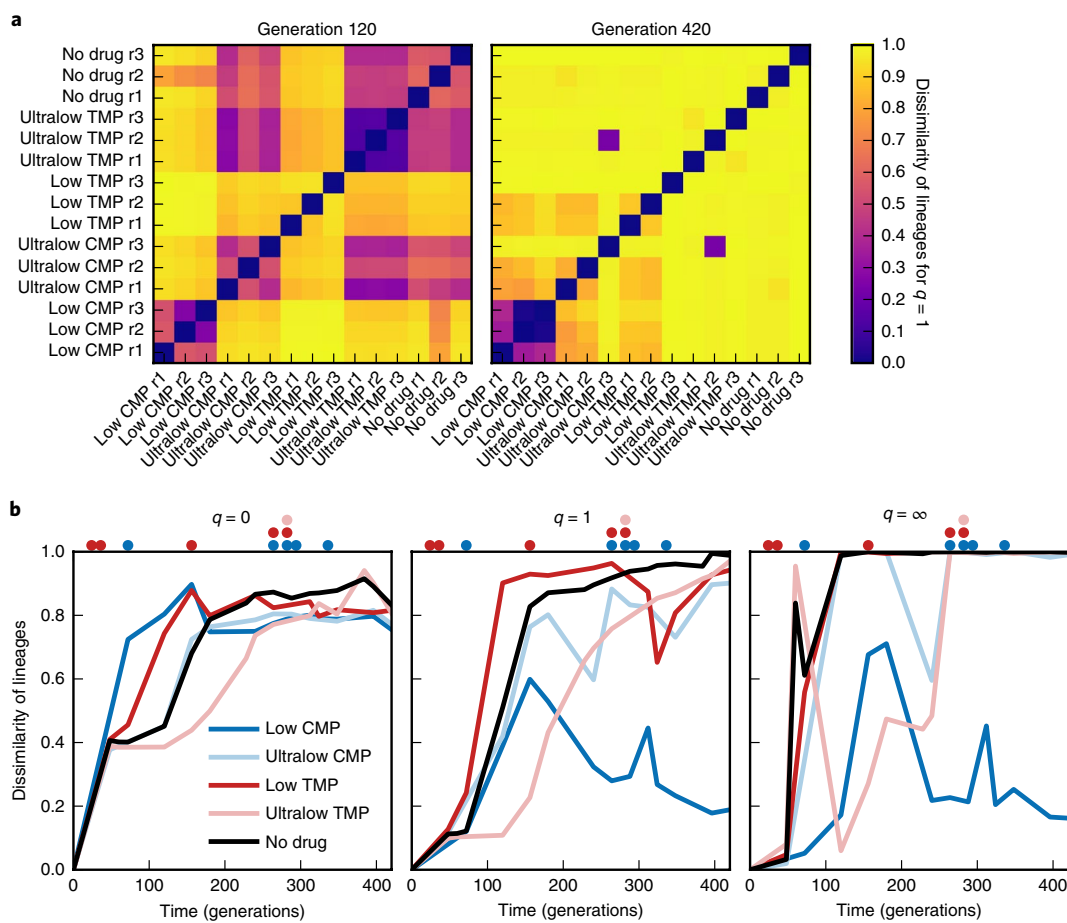 a
Generation 120
Generation 420
No drug r3
No drug r2
No drug r1
Ultralow TMP r3
Ultralow TMP r2
Ultralow TMP r1
Low TMP r3
Low TMP r2
Low TMP r1
Ultralow CMP r3
Ultralow CMP r2
Ultralow CMP r1
Low CMP r3
Low CMP r2
Low CMP r1
Low CMP r1
Low CMP r2
Low CMP r3
Ultralow CMP r1
Ultralow CMP r2
Ultralow CMP r3
Low TMP r1
Low TMP r2
Low TMP r3
Ultralow TMP r1
Ultralow TMP r2
Ultralow TMP r3
No drug r1
No drug r2
No drug r3
Low CMP r1
Low CMP r2
Low CMP r3
Ultralow CMP r1
Ultralow CMP r2
Ultralow CMP r3
Low TMP r1
Low TMP r2
Low TMP r3
Ultralow TMP r1
Ultralow TMP r2
Ultralow TMP r3
No drug r1
No drug r2
No drug r3
1.0
0.9
0.8
0.7
0.6
0.5
0.4
0.3
0.2
0.1
0.0
Dissimilarity of lineages for q = 1
b
q = 0
q = 1
q = ∞
1.0
0.8
0.6
0.4
0.2
0.0
Dissimilarity of lineages
Low CMP
Ultralow CMP
Low TMP
Ultralow TMP
No drug
0 100 200 300 400
0 100 200 300 400
0 100 200 300 400
Time (generations)
Time (generations)
Time (generations)